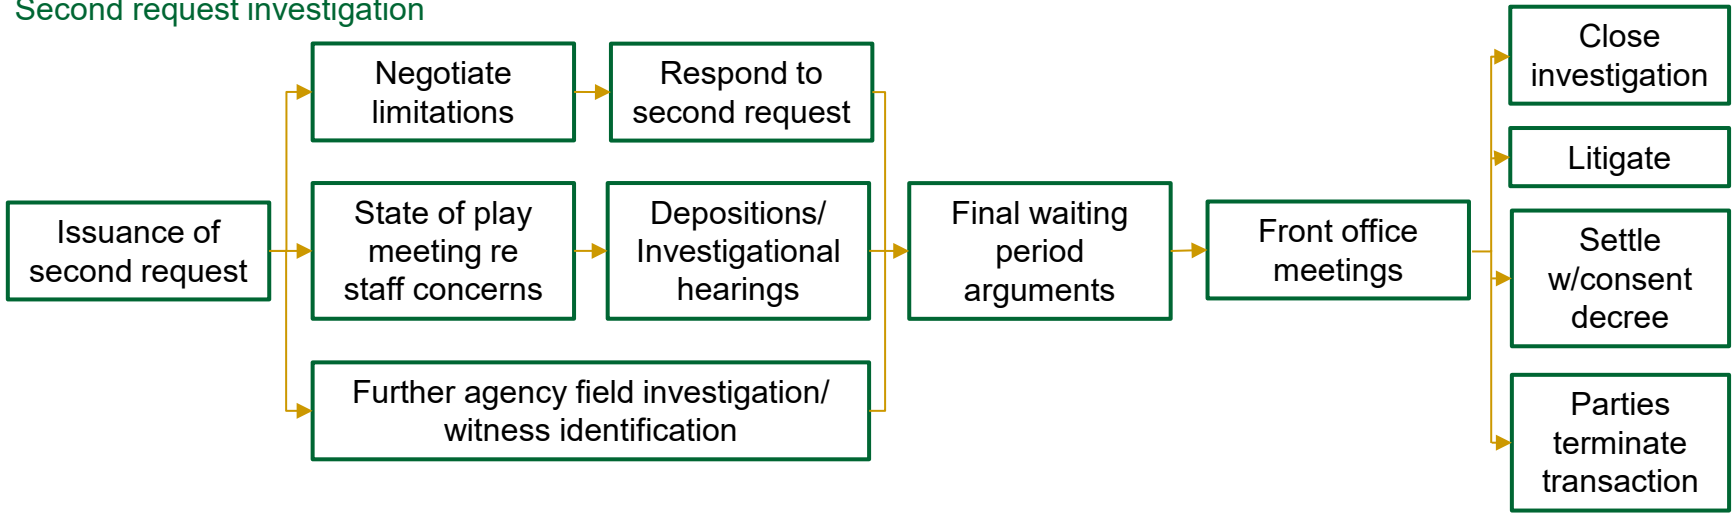 Second request investigation
Issuance of
second request
Negotiate
limitations
Respond to
second request
State of play
meeting re
staff concerns
Depositions/
Investigational
hearings
Further agency field investigation/
witness identification
Final waiting
period
arguments
Front office
meetings
Close
investigation
Litigate
Settle
w/consent
decree
Parties
terminate
transaction